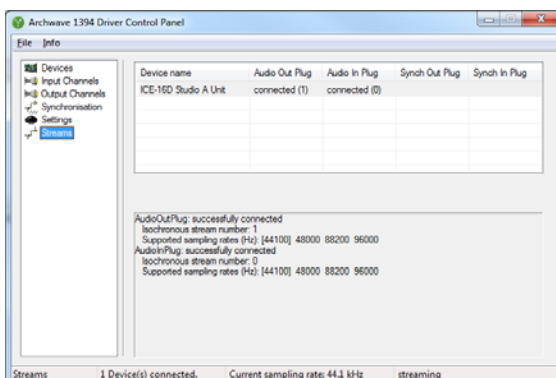 Archwave 1394 Driver Control Panel
File Info
Devices
Input Channels
Output Channels
Synchronisation
Settings
Streams
Device name Audio Out Plug Audio In Plug Synch Out Plug Synch In Plug
ICE-16D Studio A Unit connected (1) connected (0)
AudioOutPlug: successfully connected
Isochronous stream number: 1
Supported sampling rates (Hz): [44100] 48000 88200 96000
AudioInPlug: successfully connected
Isochronous stream number: 0
Supported sampling rates (Hz): [44100] 48000 88200 96000
Streams 1 Device(s) connected. Current sampling rate: 44.1 kHz streaming